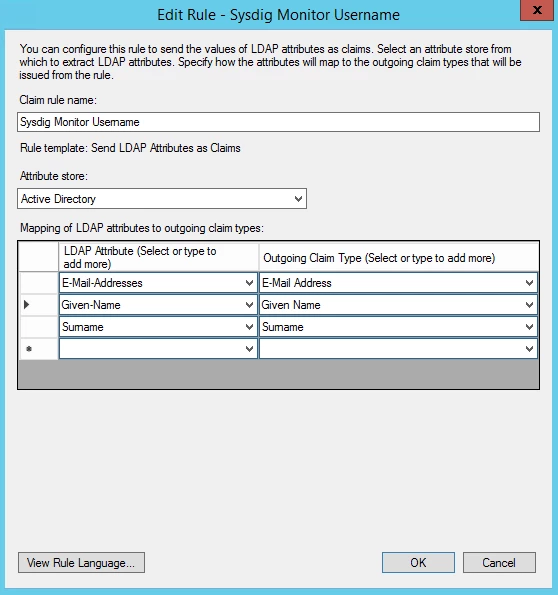 Edit Rule - Sysdig Monitor Username
x
You can configure this rule to send the values of LDAP attributes as claims. Select an attribute store from
which to extract LDAP attributes. Specify how the attributes will map to the outgoing claim types that will be
issued from the rule.
Claim rule name:
Sysdig Monitor Username
Rule template: Send LDAP Attributes as Claims
Attribute store:
Active Directory
Mapping of LDAP attributes to outgoing claim types:
LDAP Attribute (Select or type to
add more)
Outgoing Claim Type (Select or type to add more)
E-Mail-Addresses
E-Mail Address
Given-Name
Given Name
Surname
Surname
View Rule Language...
OK
Cancel